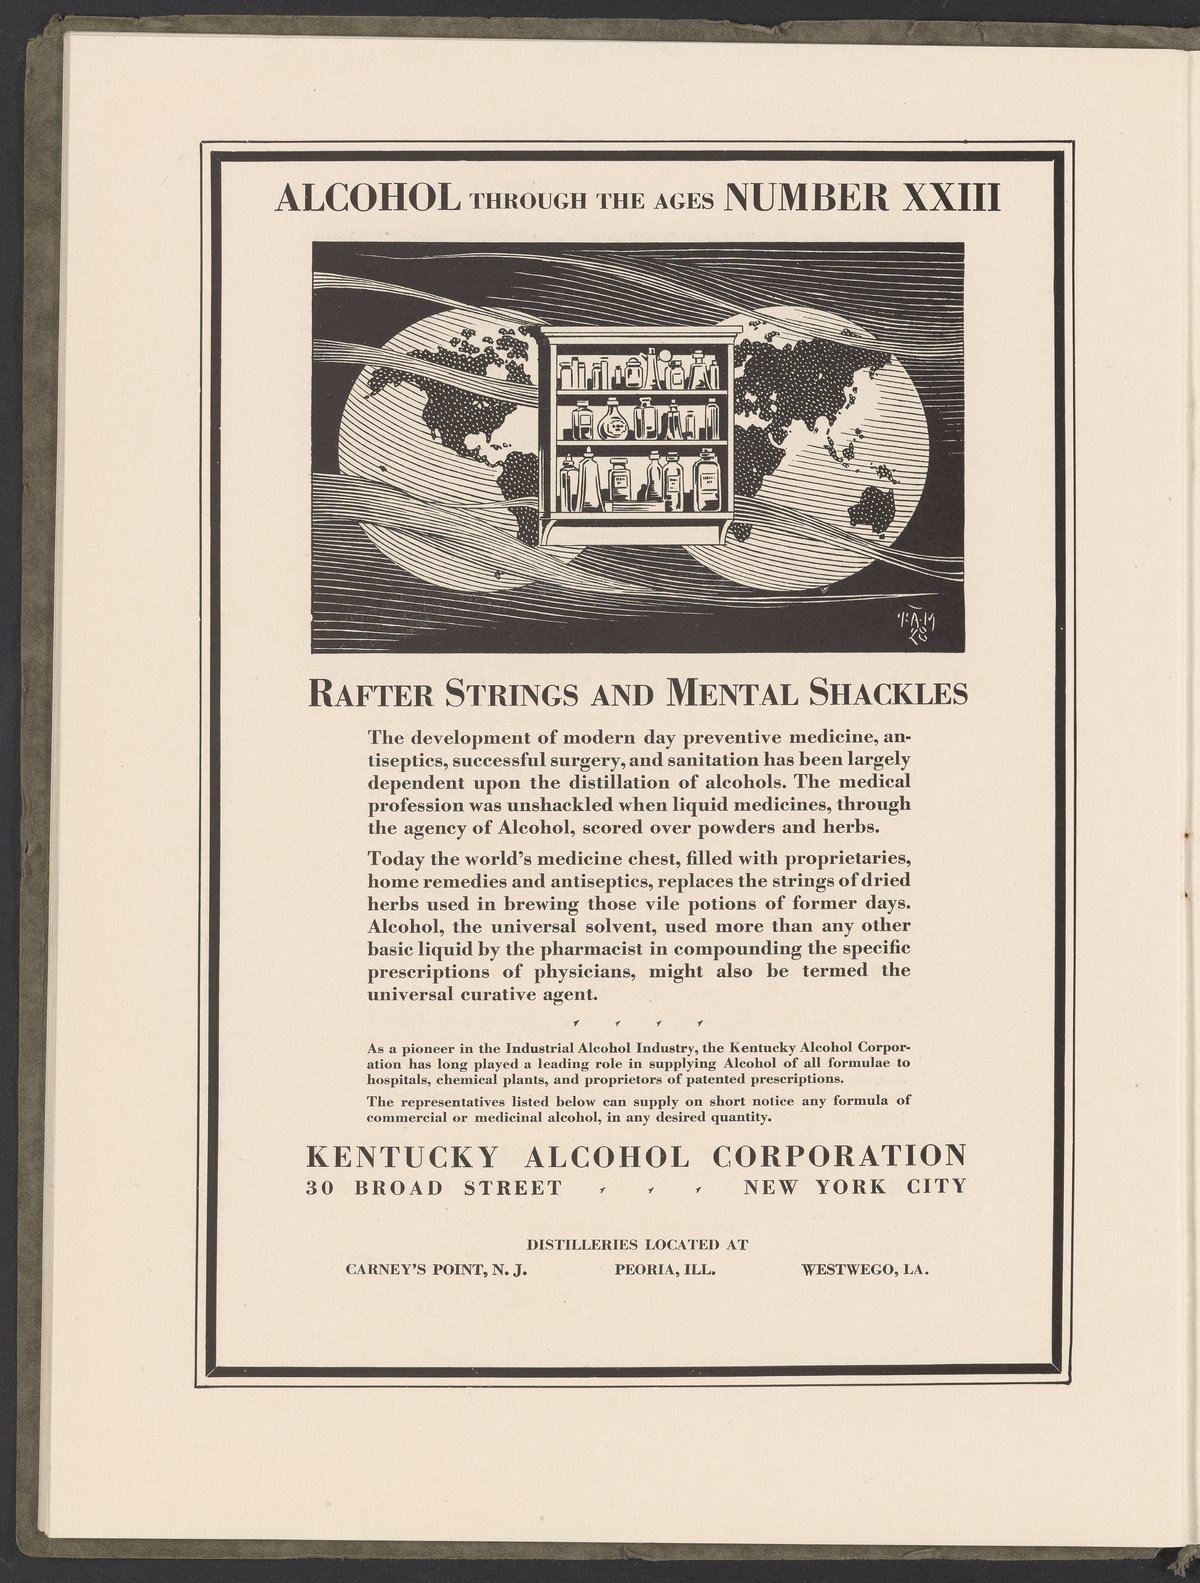 ALCOHOL THROUGH THE AGES NUMBER XXIII
RAFTER STRINGS AND MENTAL SHACKLES
The development of modern day preventive medicine, an-
tiseptics, successful surgery, and sanitation has been largely
dependent upon the distillation of alcohols. The medical
profession was unshackled when liquid medicines, through
the agency of Alcohol, scored over powders and herbs.
Today the world's medicine chest, filled with proprietaries,
home remedies and antiseptics, replaces the strings of dried
herbs used in brewing those vile potions of former days.
Alcohol, the universal solvent, used more than any other
basic liquid by the pharmacist in compounding the specific
prescriptions of physicians, might also be termed the
universal curative agent.
As a pioneer in the Industrial Alcohol Industry, the Kentucky Alcohol Corpor-
ation has long played a leading role in supplying Alcohol of all formulae to
hospitals, chemical plants, and proprietors of patented prescriptions.
The representatives listed below can supply on short notice any formula of
commercial or medicinal alcohol, in any desired quantity.
KENTUCKY ALCOHOL CORPORATION
30 BROAD STREET NEW YORK CITY
DISTILLERIES LOCATED AT
CARNEY'S POINT, N. J. PEORIA, ILL. WESTWEGO, LA.